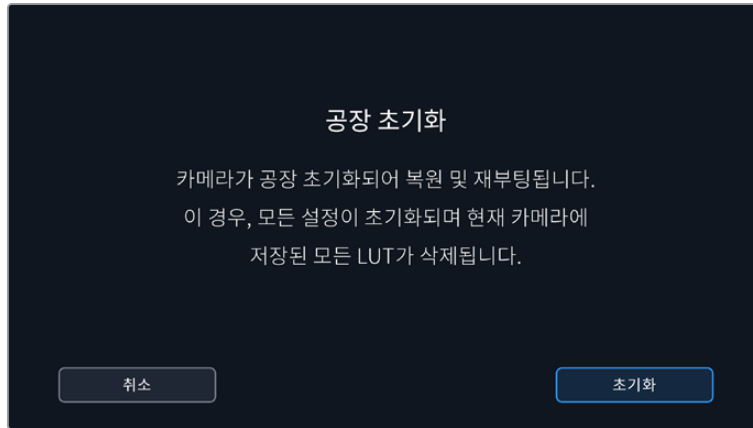 공장 초기화
카메라가 공장 초기화되어 복원 및 재부팅됩니다.
이 경우, 모든 설정이 초기화되며 현재 카메라에
저장된 모든 LUT가 삭제됩니다.
취소
초기화